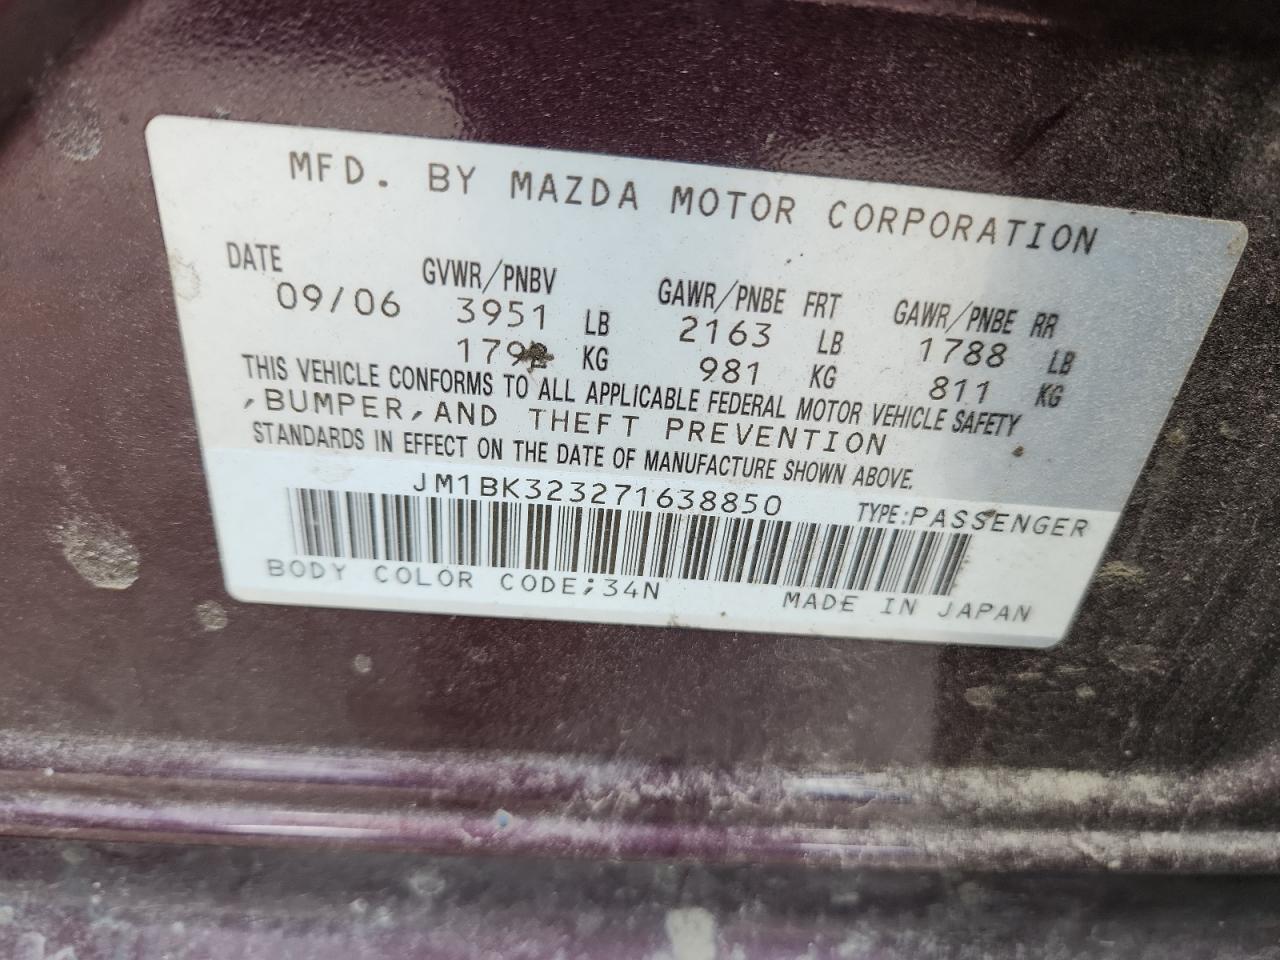 MFD. BY MAZDA MOTOR CORPORATION
DATE GVWR/PNBV GAWR/PNBE FRT GAWR/PNBE RR
09/06 3951 LB 2163 LB 1788 LB
1792 KG 981 KG 811 KG
THIS VEHICLE CONFORMS TO ALL APPLICABLE FEDERAL MOTOR VEHICLE SAFETY
,BUMPER,AND THEFT PREVENTION
STANDARDS IN EFFECT ON THE DATE OF MANUFACTURE SHOWN ABOVE.
JM1BK323271638850 TYPE:PASSENGER
BODY COLOR CODE;34N MADE IN JAPAN